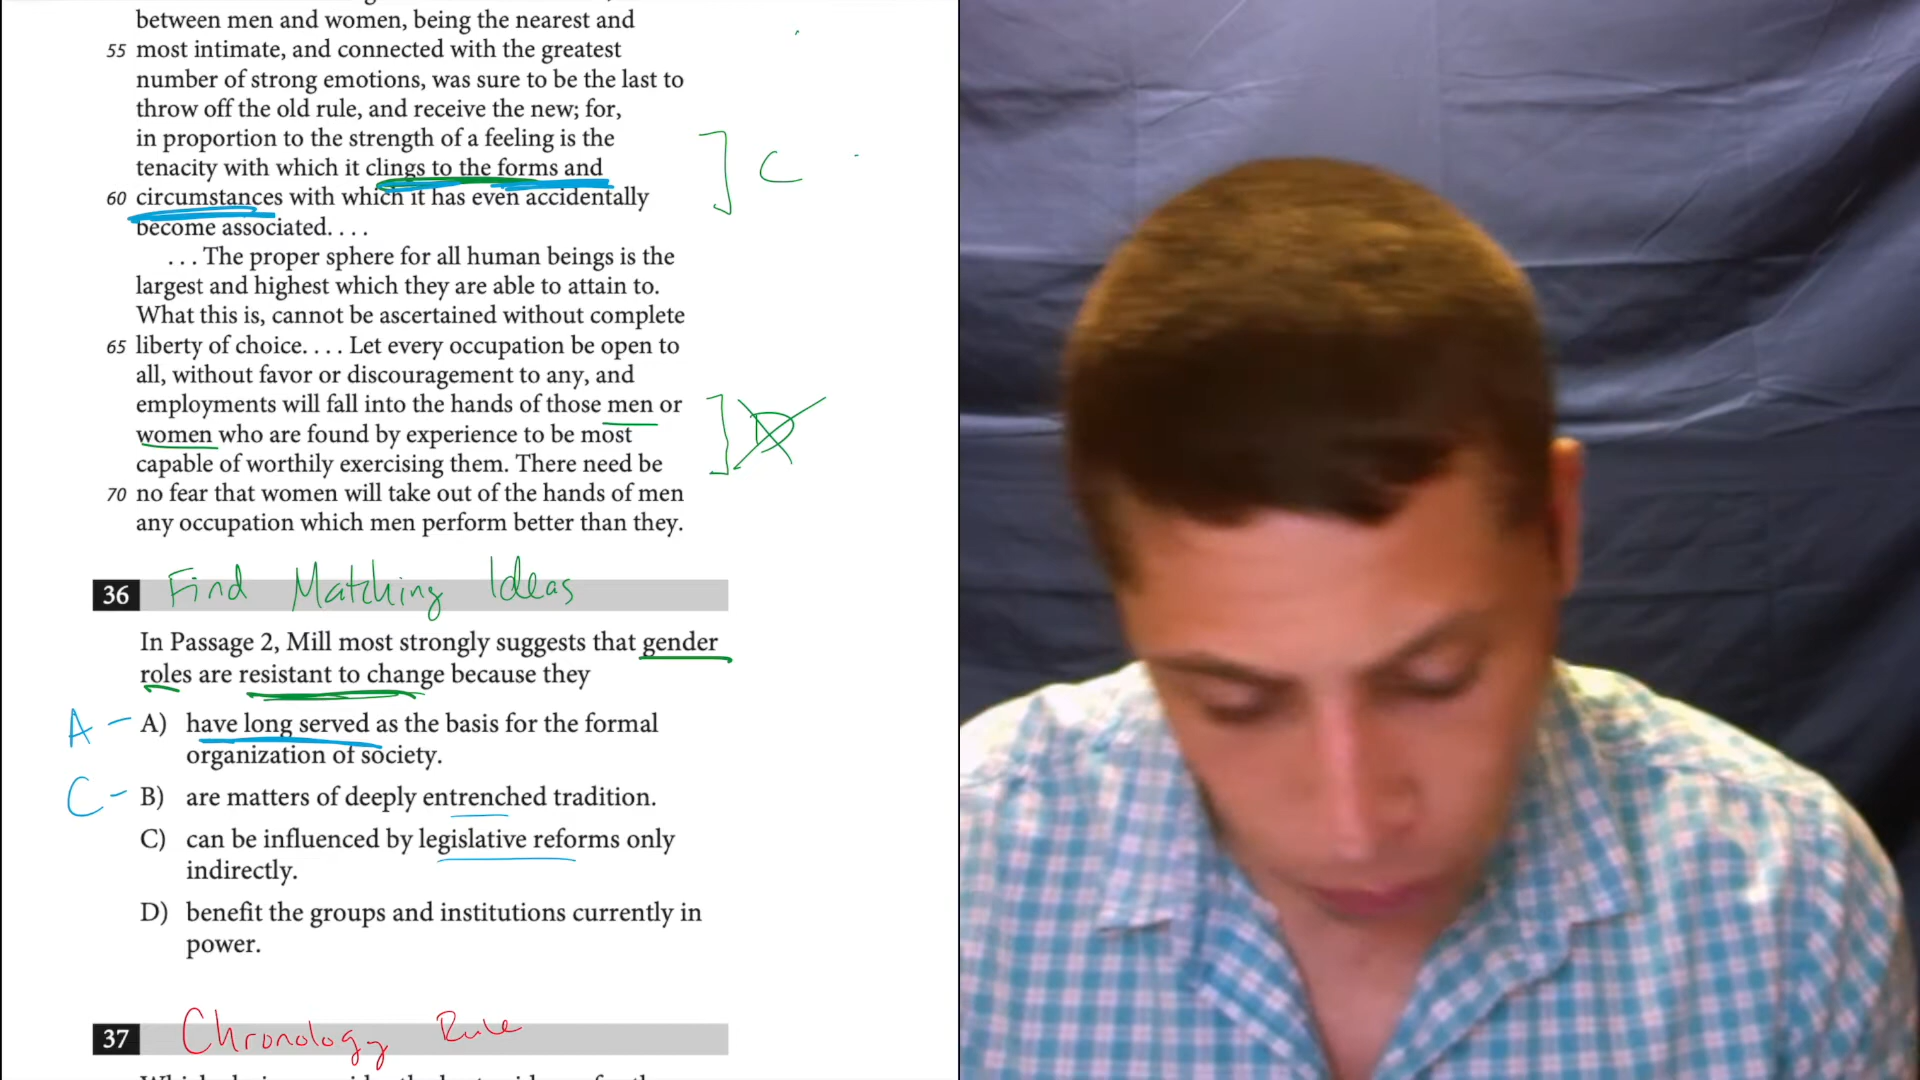 between men and women, being the nearest and
55 most intimate, and connected with the greatest
number of strong emotions, was sure to be the last to
throw off the old rule, and receive the new; for,
in proportion to the strength of a feeling is the
tenacity with which it clings to the forms and
C
60 circumstances with which it has even accidentally
become associated. . . .
. . . The proper sphere for all human beings is the
largest and highest which they are able to attain to.
What this is, cannot be ascertained without complete
65 liberty of choice. . . . Let every occupation be open to
all, without favor or discouragement to any, and
employments will fall into the hands of those men or
women who are found by experience to be most
D
capable of worthily exercising them. There need be
70 no fear that women will take out of the hands of men
any occupation which men perform better than they.
36 Find Matching Ideas
In Passage 2, Mill most strongly suggests that gender
roles are resistant to change because they
A – A) have long served as the basis for the formal
organization of society.
C – B) are matters of deeply entrenched tradition.
C) can be influenced by legislative reforms only
indirectly.
D) benefit the groups and institutions currently in
power.
37 Chronology Rule